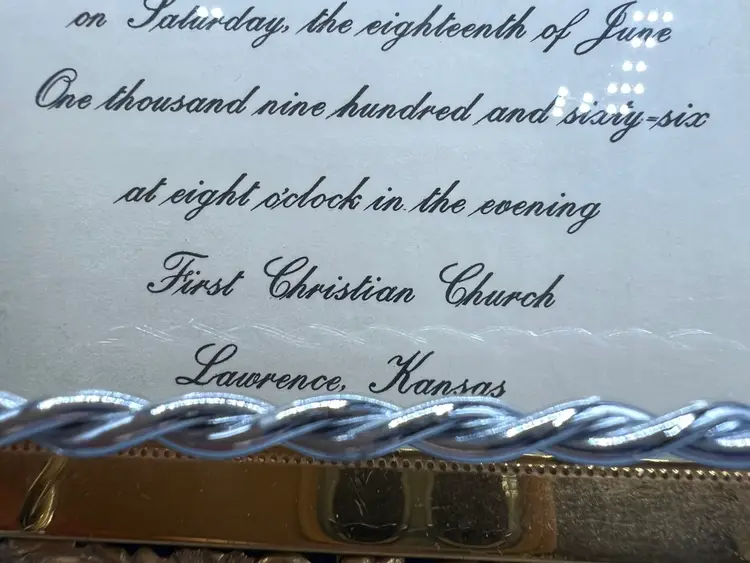 on Saturday, the eighteenth of June
One thousand nine hundred and sixty=six
at eight o'clock in the evening
First Christian Church
Lawrence, Kansas